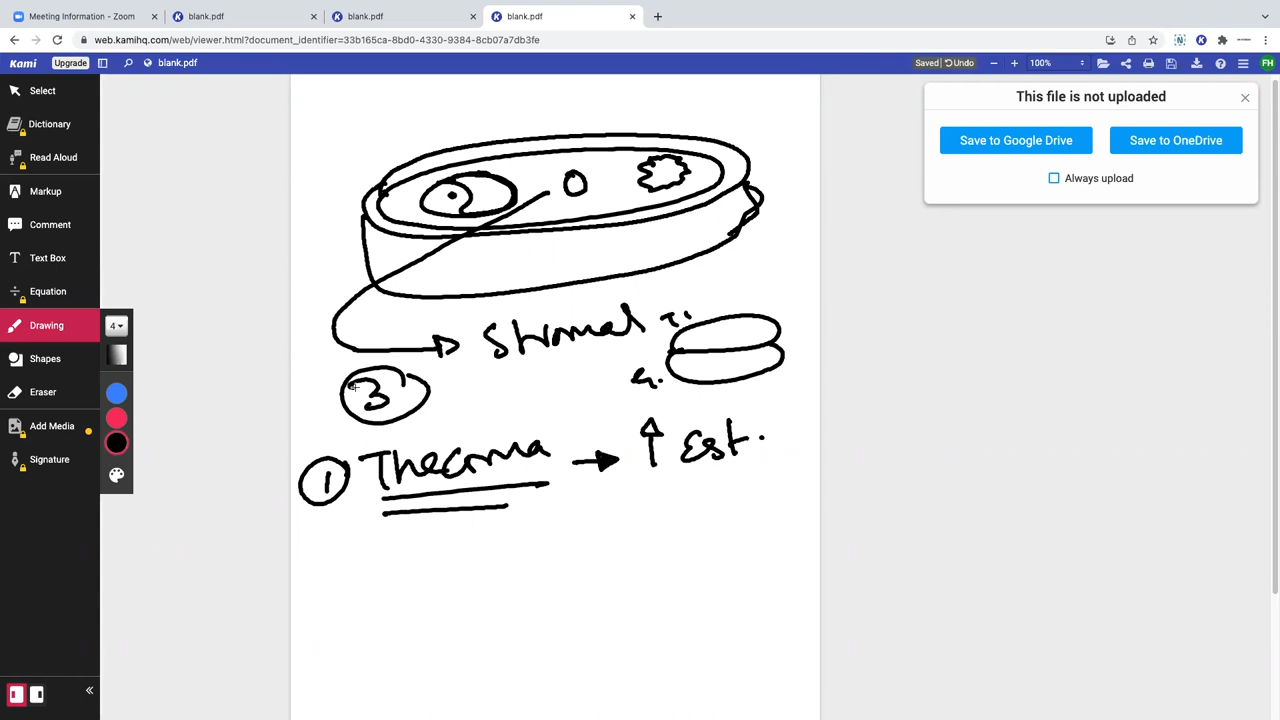 Meeting Information - Zoom
blank.pdf
blank.pdf
blank.pdf
web.kamihq.com/web/viewer.html?document_identifier=33b165ca-8bd0-4330-9384-8cb07a7db3fe
Kami
Upgrade
blank.pdf
Saved
Undo
100%
FH
Select
Dictionary
Read Aloud
Markup
Comment
Text Box
Equation
Drawing
Shapes
Eraser
Add Media
Signature
4
This file is not uploaded
Save to Google Drive
Save to OneDrive
Always upload
Stromal
T.
G.
3
1 Thecoma → ↑ Est.